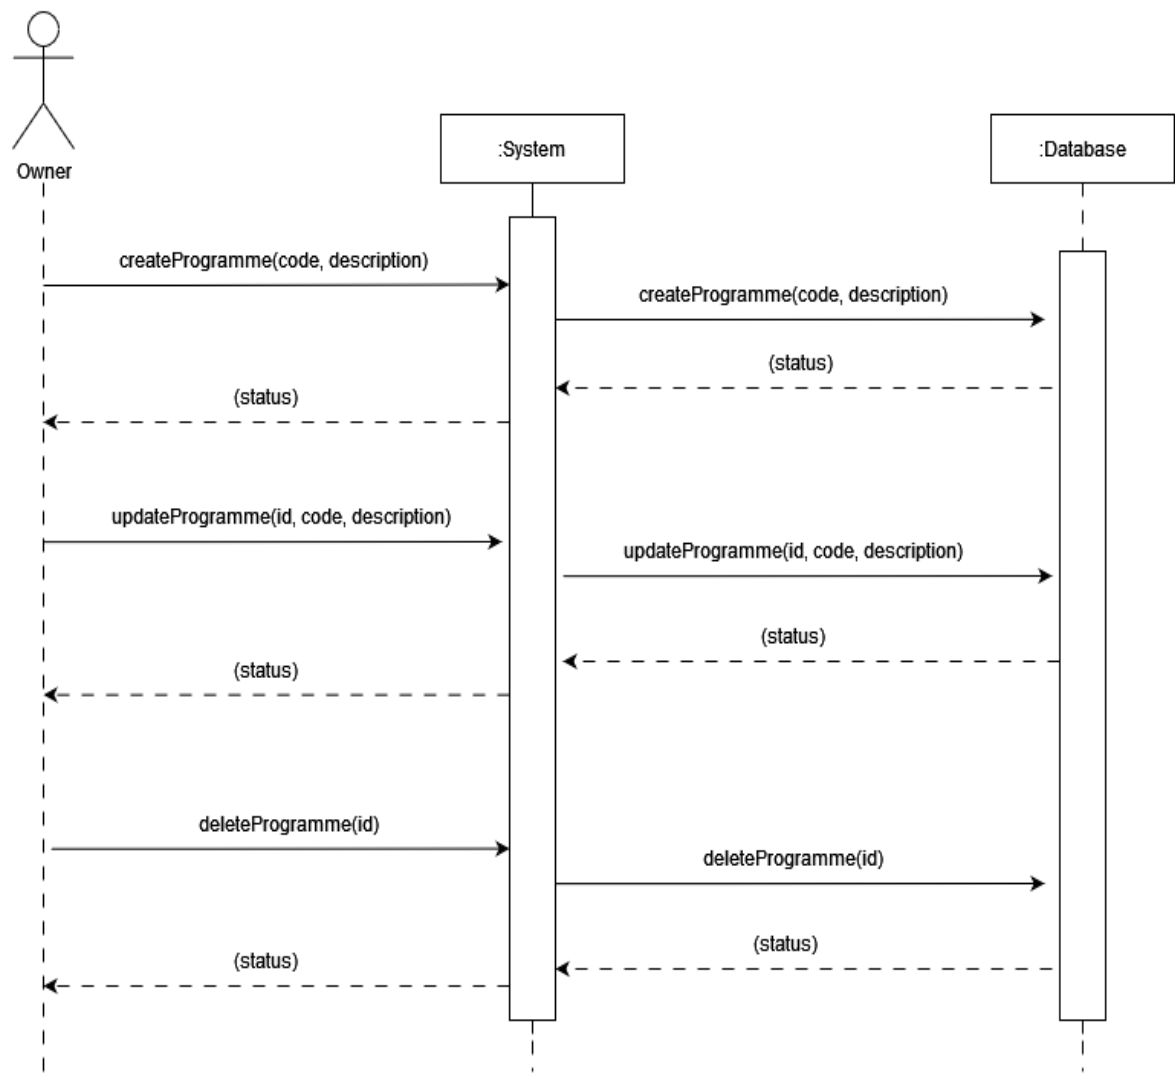 Owner
:System
:Database
createProgramme(code, description)
createProgramme(code, description)
(status)
(status)
updateProgramme(id, code, description)
updateProgramme(id, code, description)
(status)
(status)
deleteProgramme(id)
deleteProgramme(id)
(status)
(status)